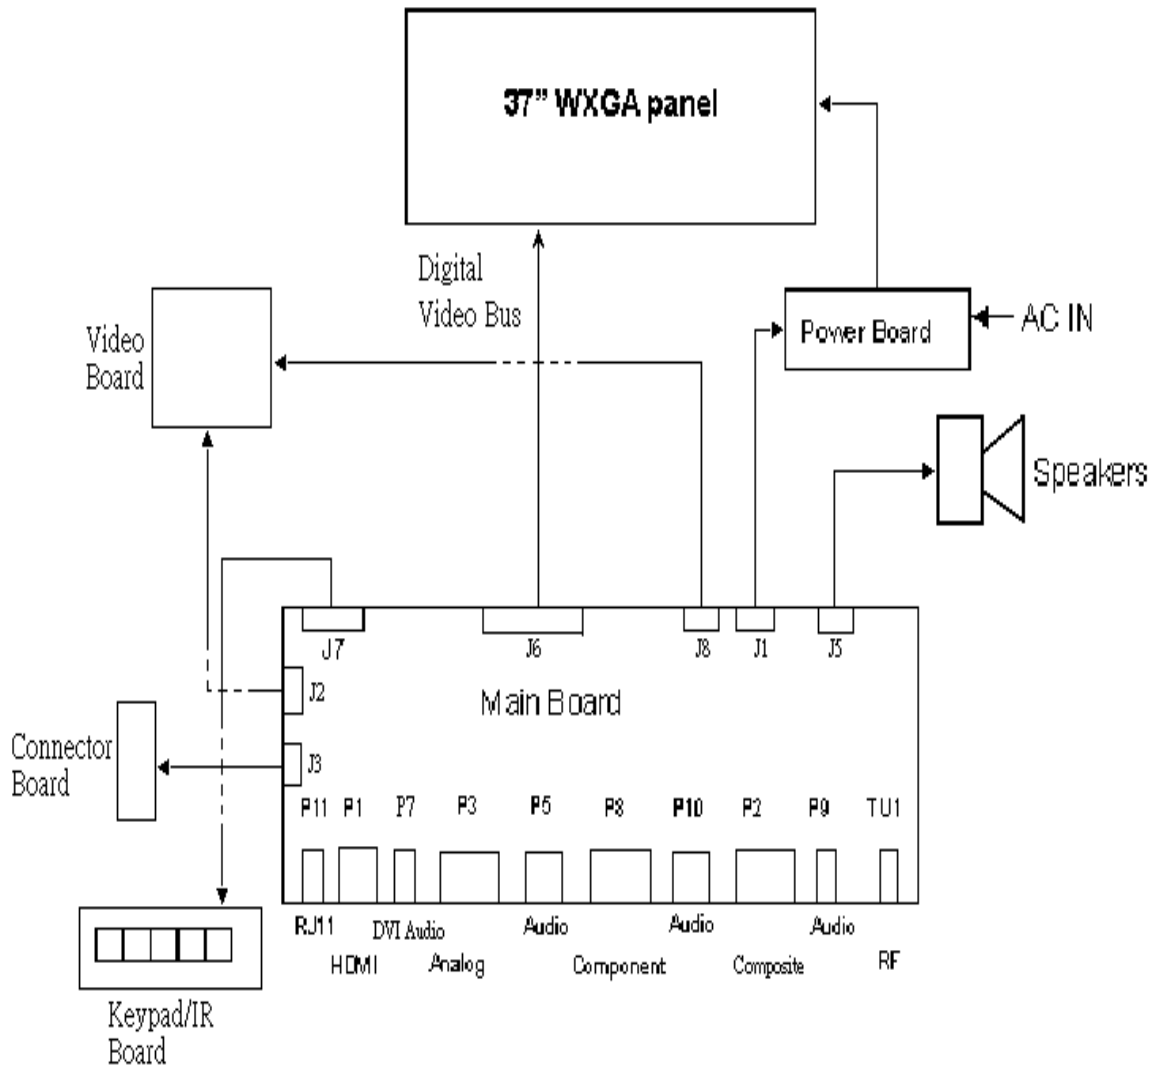 37” WXGA panel
Digital
Video Bus
AC IN
Power Board
Video
Board
Speakers
J7
J6
J8
J1
J5
J2
Main Board
Connector
Board
J3
P11 P1 P7 P3 P5 P8 P10 P2 P9 TU1
RJ11 DVI Audio Audio Audio Audio
HDMI Analog Component Composite RF
Keypad/IR
Board